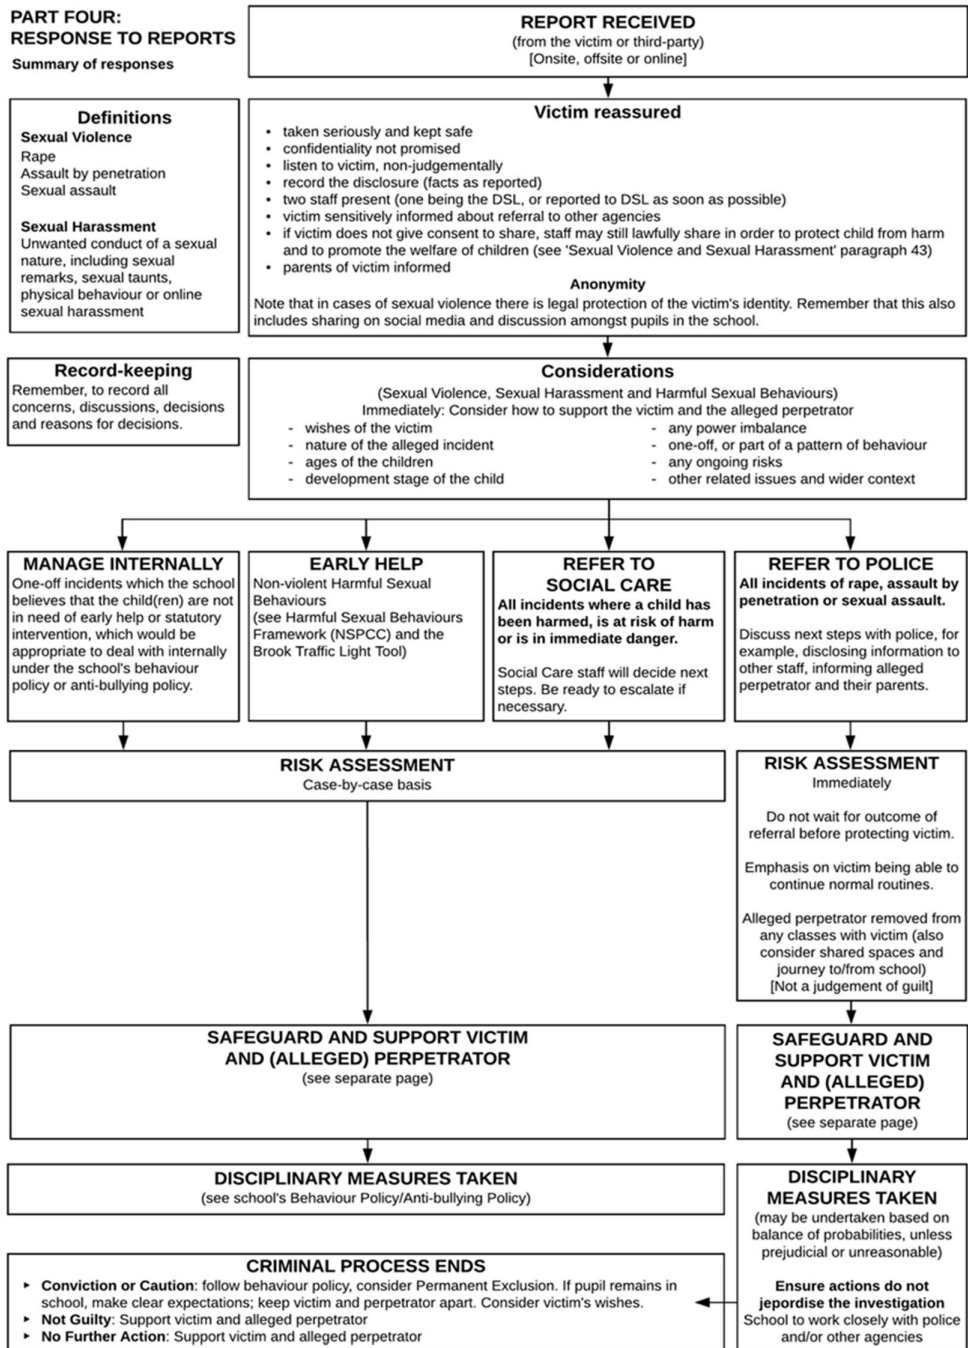 PART FOUR:
RESPONSE TO REPORTS
Summary of responses
REPORT RECEIVED
(from the victim or third-party)
[Onsite, offsite or online]
Definitions
Sexual Violence
Rape
Assault by penetration
Sexual assault
Sexual Harassment
Unwanted conduct of a sexual
nature, including sexual
remarks, sexual taunts,
physical behaviour or online
sexual harassment
Victim reassured
• taken seriously and kept safe
• confidentiality not promised
• listen to victim, non-judgementally
• record the disclosure (facts as reported)
• two staff present (one being the DSL, or reported to DSL as soon as possible)
• victim sensitively informed about referral to other agencies
• if victim does not give consent to share, staff may still lawfully share in order to protect child from harm
and to promote the welfare of children (see 'Sexual Violence and Sexual Harassment' paragraph 43)
• parents of victim informed
Anonymity
Note that in cases of sexual violence there is legal protection of the victim's identity. Remember that this also
includes sharing on social media and discussion amongst pupils in the school.
Record-keeping
Remember, to record all
concerns, discussions, decisions
and reasons for decisions.
Considerations
(Sexual Violence, Sexual Harassment and Harmful Sexual Behaviours)
Immediately: Consider how to support the victim and the alleged perpetrator
- wishes of the victim
- nature of the alleged incident
- ages of the children
- development stage of the child
- any power imbalance
- one-off, or part of a pattern of behaviour
- any ongoing risks
- other related issues and wider context
MANAGE INTERNALLY
One-off incidents which the school
believes that the child(ren) are not
in need of early help or statutory
intervention, which would be
appropriate to deal with internally
under the school's behaviour
policy or anti-bullying policy.
EARLY HELP
Non-violent Harmful Sexual
Behaviours
(see Harmful Sexual Behaviours
Framework (NSPCC) and the
Brook Traffic Light Tool)
REFER TO
SOCIAL CARE
All incidents where a child has
been harmed, is at risk of harm
or is in immediate danger.
Social Care staff will decide next
steps. Be ready to escalate if
necessary.
REFER TO POLICE
All incidents of rape, assault by
penetration or sexual assault.
Discuss next steps with police, for
example, disclosing information to
other staff, informing alleged
perpetrator and their parents.
RISK ASSESSMENT
Case-by-case basis
RISK ASSESSMENT
Immediately
Do not wait for outcome of
referral before protecting victim.
Emphasis on victim being able to
continue normal routines.
Alleged perpetrator removed from
any classes with victim (also
consider shared spaces and
journey to/from school)
[Not a judgement of guilt]
SAFEGUARD AND SUPPORT VICTIM
AND (ALLEGED) PERPETRATOR
(see separate page)
SAFEGUARD AND
SUPPORT VICTIM
AND (ALLEGED)
PERPETRATOR
(see separate page)
DISCIPLINARY MEASURES TAKEN
(see school's Behaviour Policy/Anti-bullying Policy)
DISCIPLINARY
MEASURES TAKEN
(may be undertaken based on
balance of probabilities, unless
prejudicial or unreasonable)
Ensure actions do not
jepordise the investigation
School to work closely with police
and/or other agencies
CRIMINAL PROCESS ENDS
▸ Conviction or Caution: follow behaviour policy, consider Permanent Exclusion. If pupil remains in
school, make clear expectations; keep victim and perpetrator apart. Consider victim's wishes.
▸ Not Guilty: Support victim and alleged perpetrator
▸ No Further Action: Support victim and alleged perpetrator